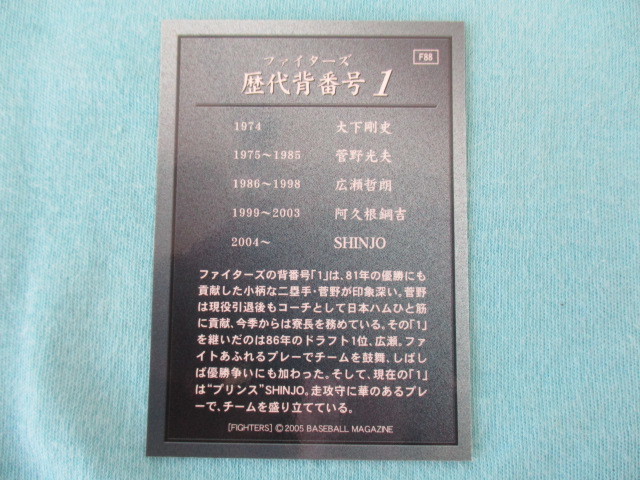 ファイターズ
F88
歴代背番号1
1974 大下剛史
1975～1985 菅野光夫
1986～1998 広瀬哲朗
1999～2003 阿久根鋼吉
2004～ SHINJO
ファイターズの背番号「1」は、81年の優勝にも
貢献した小柄な二塁手・菅野が印象深い。菅野
は現役引退後もコーチとして日本ハムひと筋
に貢献、今季からは寮長を務めている。その「1」
を継いだのは86年のドラフト1位、広瀬。ファ
イトあふれるプレーでチームを鼓舞、しばし
ば優勝争いにも加わった。そして、現在の「1」
は“プリンス”SHINJO。走攻守に華のあるプレ
ーで、チームを盛り立てている。
[FIGHTERS] © 2005 BASEBALL MAGAZINE